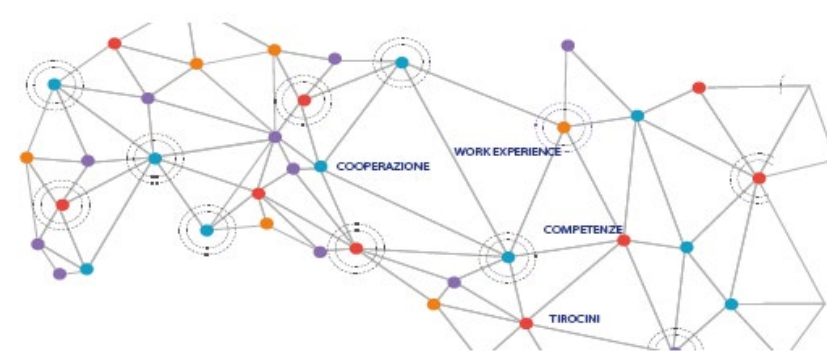 WORK EXPERIENCE
COOPERAZIONE
COMPETENZE
TIROCINI